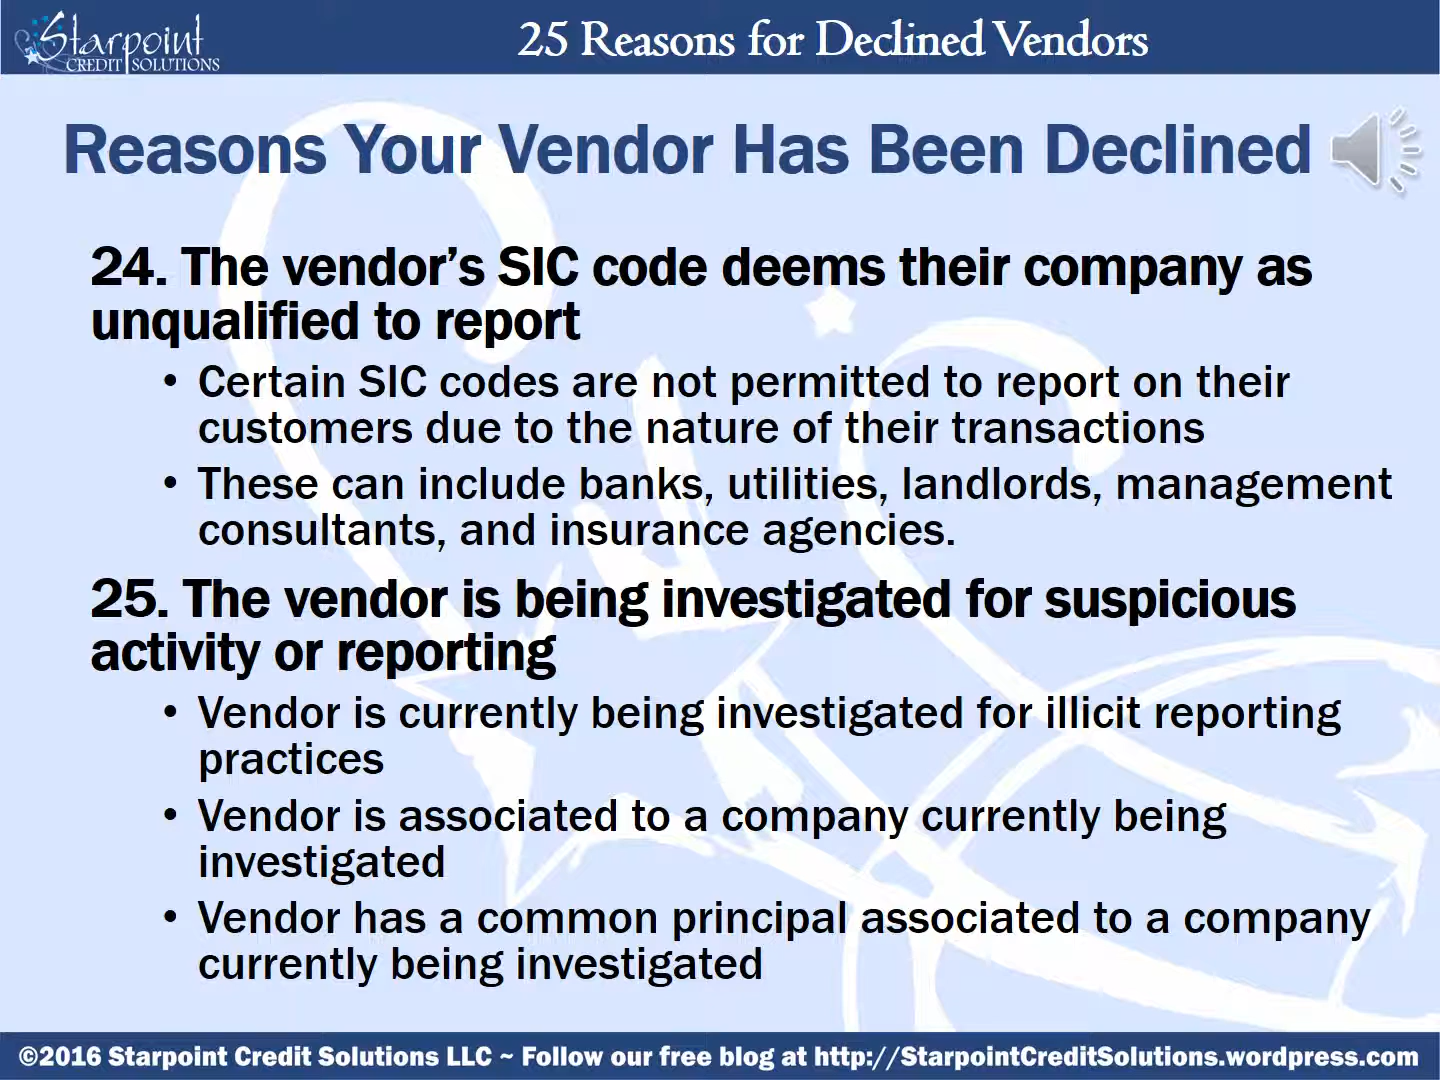 Starpoint
CREDIT SOLUTIONS
25 Reasons for Declined Vendors
Reasons Your Vendor Has Been Declined
24. The vendor’s SIC code deems their company as
unqualified to report
• Certain SIC codes are not permitted to report on their
customers due to the nature of their transactions
• These can include banks, utilities, landlords, management
consultants, and insurance agencies.
25. The vendor is being investigated for suspicious
activity or reporting
• Vendor is currently being investigated for illicit reporting
practices
• Vendor is associated to a company currently being
investigated
• Vendor has a common principal associated to a company
currently being investigated
©2016 Starpoint Credit Solutions LLC ~ Follow our free blog at http://StarpointCreditSolutions.wordpress.com